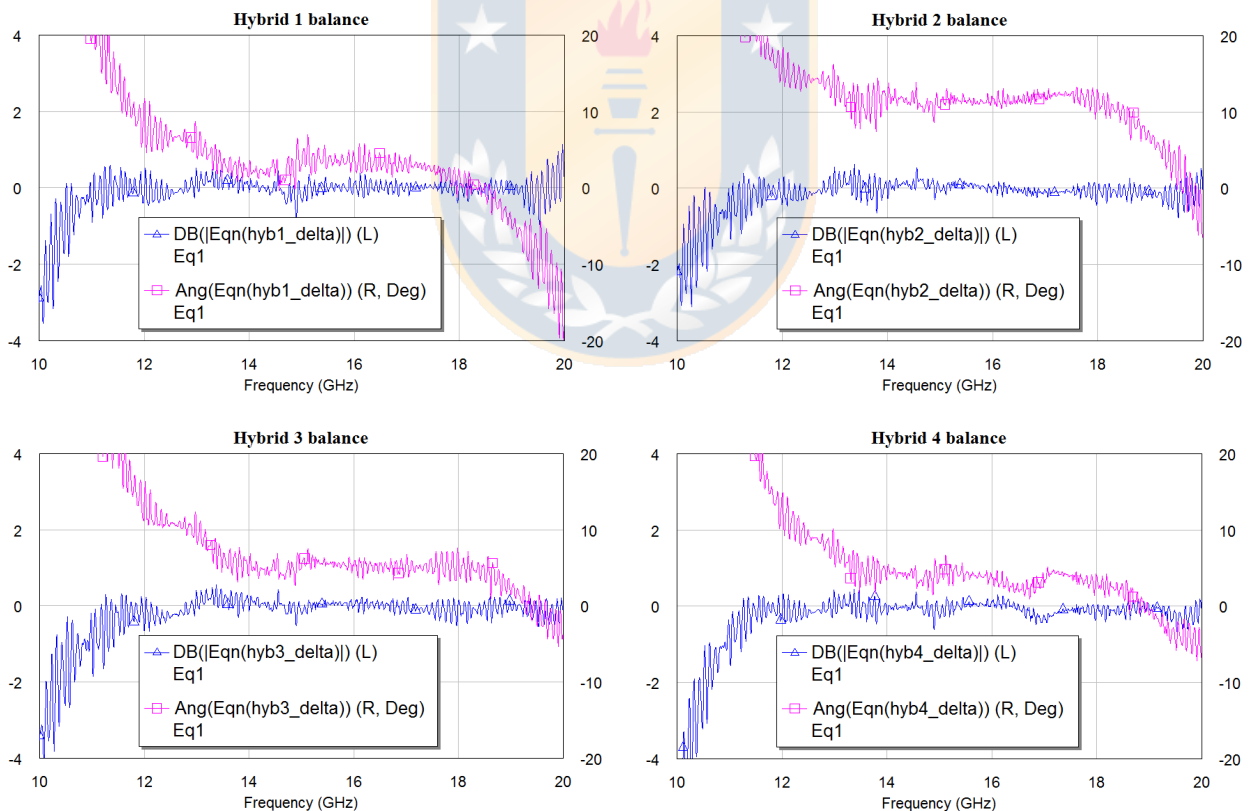 Hybrid 1 balance
4
2
0
-2
-4
20
10
0
-10
-20
DB(|Eqn(hyb1_delta)|) (L)
Eq1
Ang(Eqn(hyb1_delta)) (R, Deg)
Eq1
10 12 14 16 18 20
Frequency (GHz)
Hybrid 2 balance
4
2
0
-2
-4
20
10
0
-10
-20
DB(|Eqn(hyb2_delta)|) (L)
Eq1
Ang(Eqn(hyb2_delta)) (R, Deg)
Eq1
10 12 14 16 18 20
Frequency (GHz)
Hybrid 3 balance
4
2
0
-2
-4
20
10
0
-10
-20
DB(|Eqn(hyb3_delta)|) (L)
Eq1
Ang(Eqn(hyb3_delta)) (R, Deg)
Eq1
10 12 14 16 18 20
Frequency (GHz)
Hybrid 4 balance
4
2
0
-2
-4
20
10
0
-10
-20
DB(|Eqn(hyb4_delta)|) (L)
Eq1
Ang(Eqn(hyb4_delta)) (R, Deg)
Eq1
10 12 14 16 18 20
Frequency (GHz)